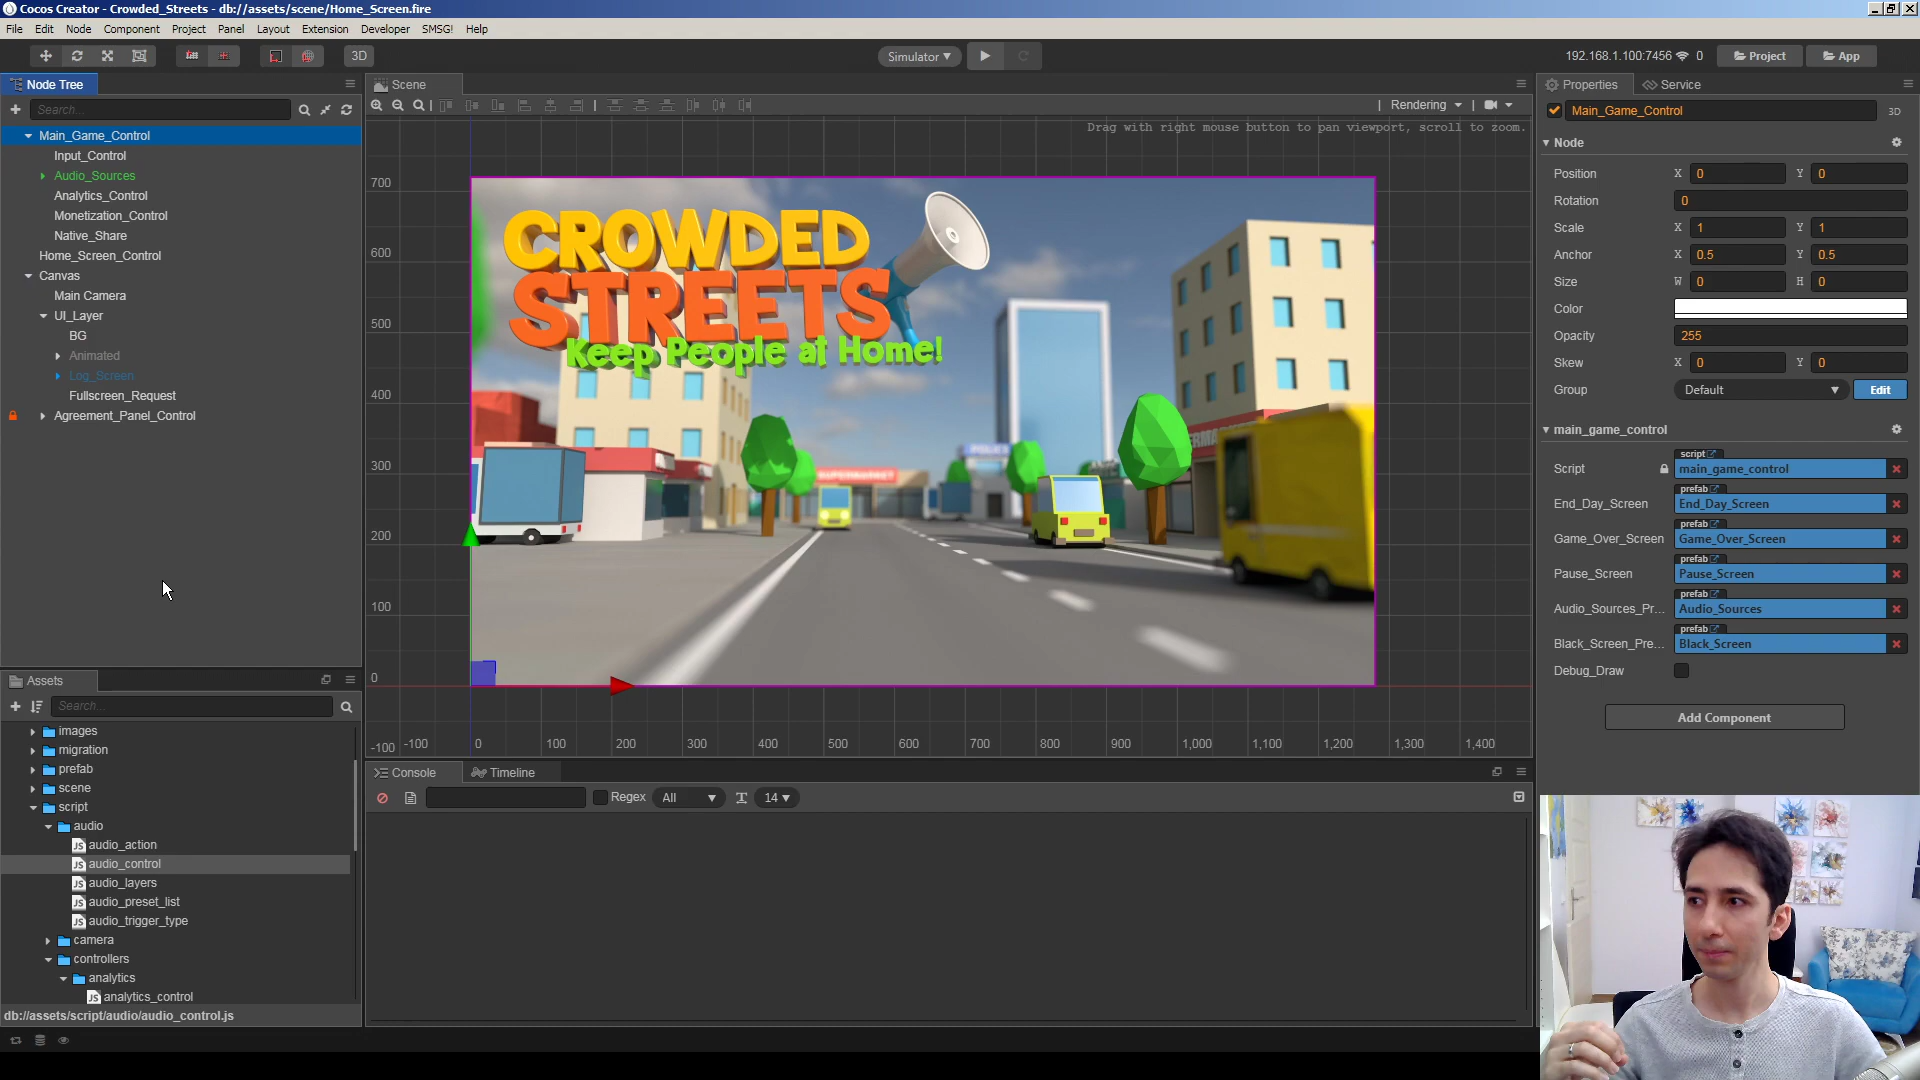 Cocos Creator - Crowded_Streets - db://assets/scene/Home_Screen.fire
File Edit Node Component Project Panel Layout Extension Developer SMSG! Help
3D Simulator 192.168.1.100:7456 0 Project App
Node Tree
Search...
Main_Game_Control
Input_Control
Audio_Sources
Analytics_Control
Monetization_Control
Native_Share
Home_Screen_Control
Canvas
Main Camera
UI_Layer
BG
Animated
Log_Screen
Fullscreen_Request
Agreement_Panel_Control
Assets
Search...
images
migration
prefab
scene
script
audio
audio_action
audio_control
audio_layers
audio_preset_list
audio_trigger_type
camera
controllers
analytics
analytics_control
db://assets/script/audio/audio_control.js
Scene
Rendering
Drag with right mouse button to pan viewport, scroll to zoom.
700
600
500
400
300
200
100
0
-100
-100 0 100 200 300 400 500 600 700 800 900 1,000 1,100 1,200 1,300 1,400
CROWDED
STREETS
Keep People at Home!
SUPERMARKET
POLICE
Console Timeline
Regex All 14
Properties Service
Main_Game_Control 3D
Node
Position X 0 Y 0
Rotation 0
Scale X 1 Y 1
Anchor X 0.5 Y 0.5
Size W 0 H 0
Color
Opacity 255
Skew X 0 Y 0
Group Default Edit
main_game_control
script
Script main_game_control
prefab
End_Day_Screen End_Day_Screen
prefab
Game_Over_Screen Game_Over_Screen
prefab
Pause_Screen Pause_Screen
prefab
Audio_Sources_Pr... Audio_Sources
prefab
Black_Screen_Pre... Black_Screen
Debug_Draw
Add Component